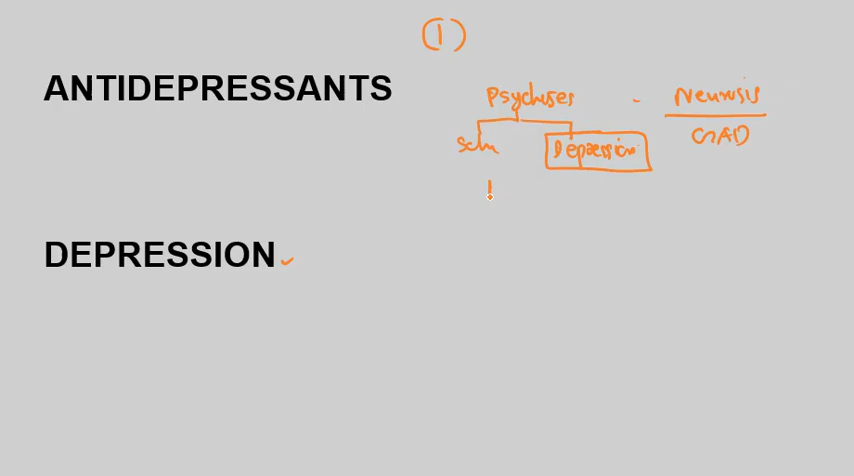 (1)
ANTIDEPRESSANTS
Psychoses - Neurosis
Sch Depression GAD
DEPRESSION